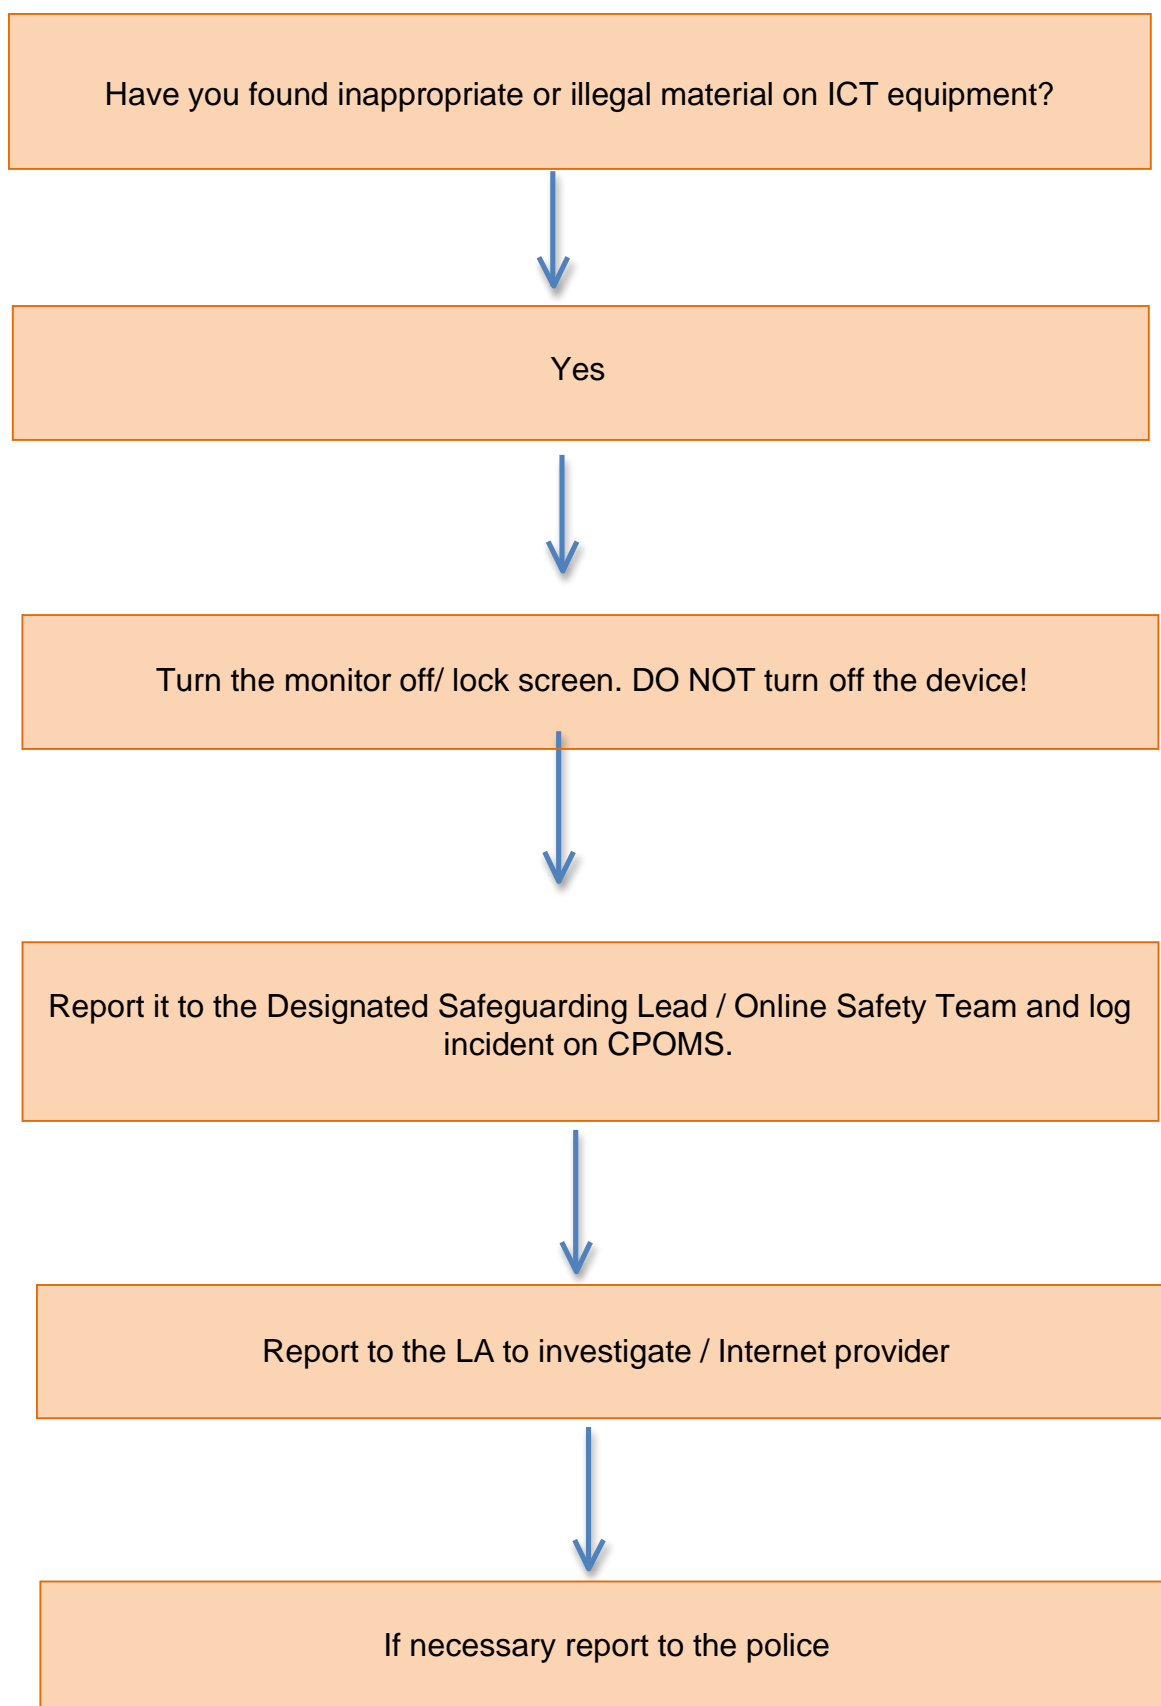 Have you found inappropriate or illegal material on ICT equipment?
Yes
Turn the monitor off/ lock screen. DO NOT turn off the device!
Report it to the Designated Safeguarding Lead / Online Safety Team and log
incident on CPOMS.
Report to the LA to investigate / Internet provider
If necessary report to the police